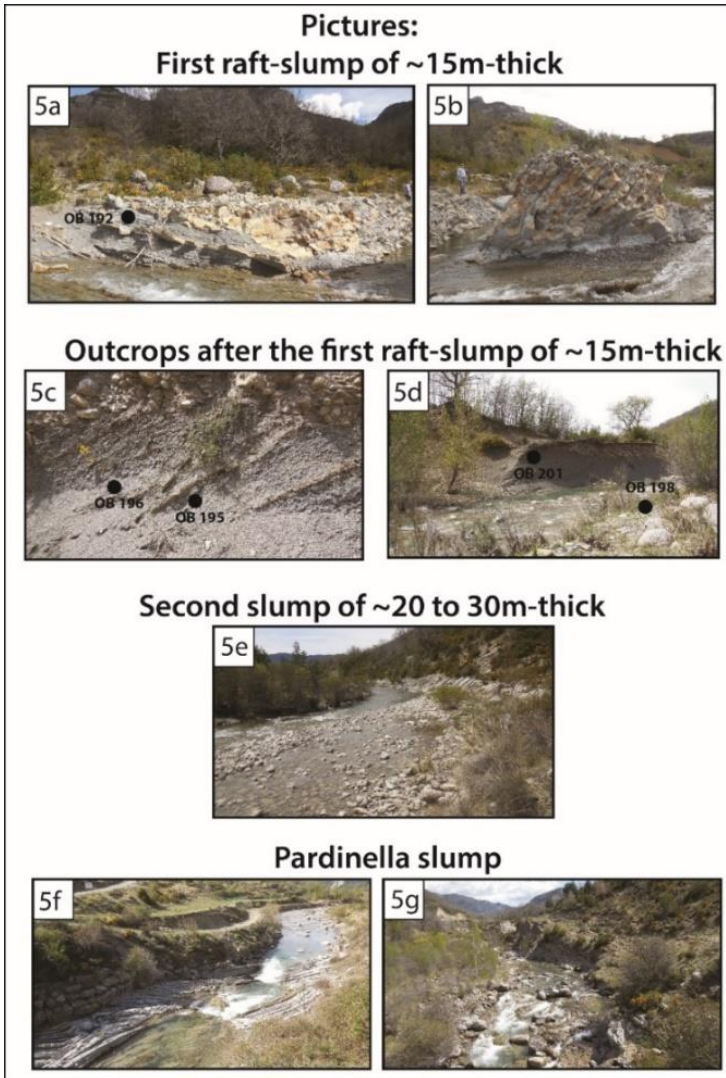 Pictures:
First raft-slump of ~15m-thick
5a
5b
OB 192
Outcrops after the first raft-slump of ~15m-thick
5c
5d
OB 196
OB 195
OB 201
OB 198
Second slump of ~20 to 30m-thick
5e
Pardinella slump
5f
5g